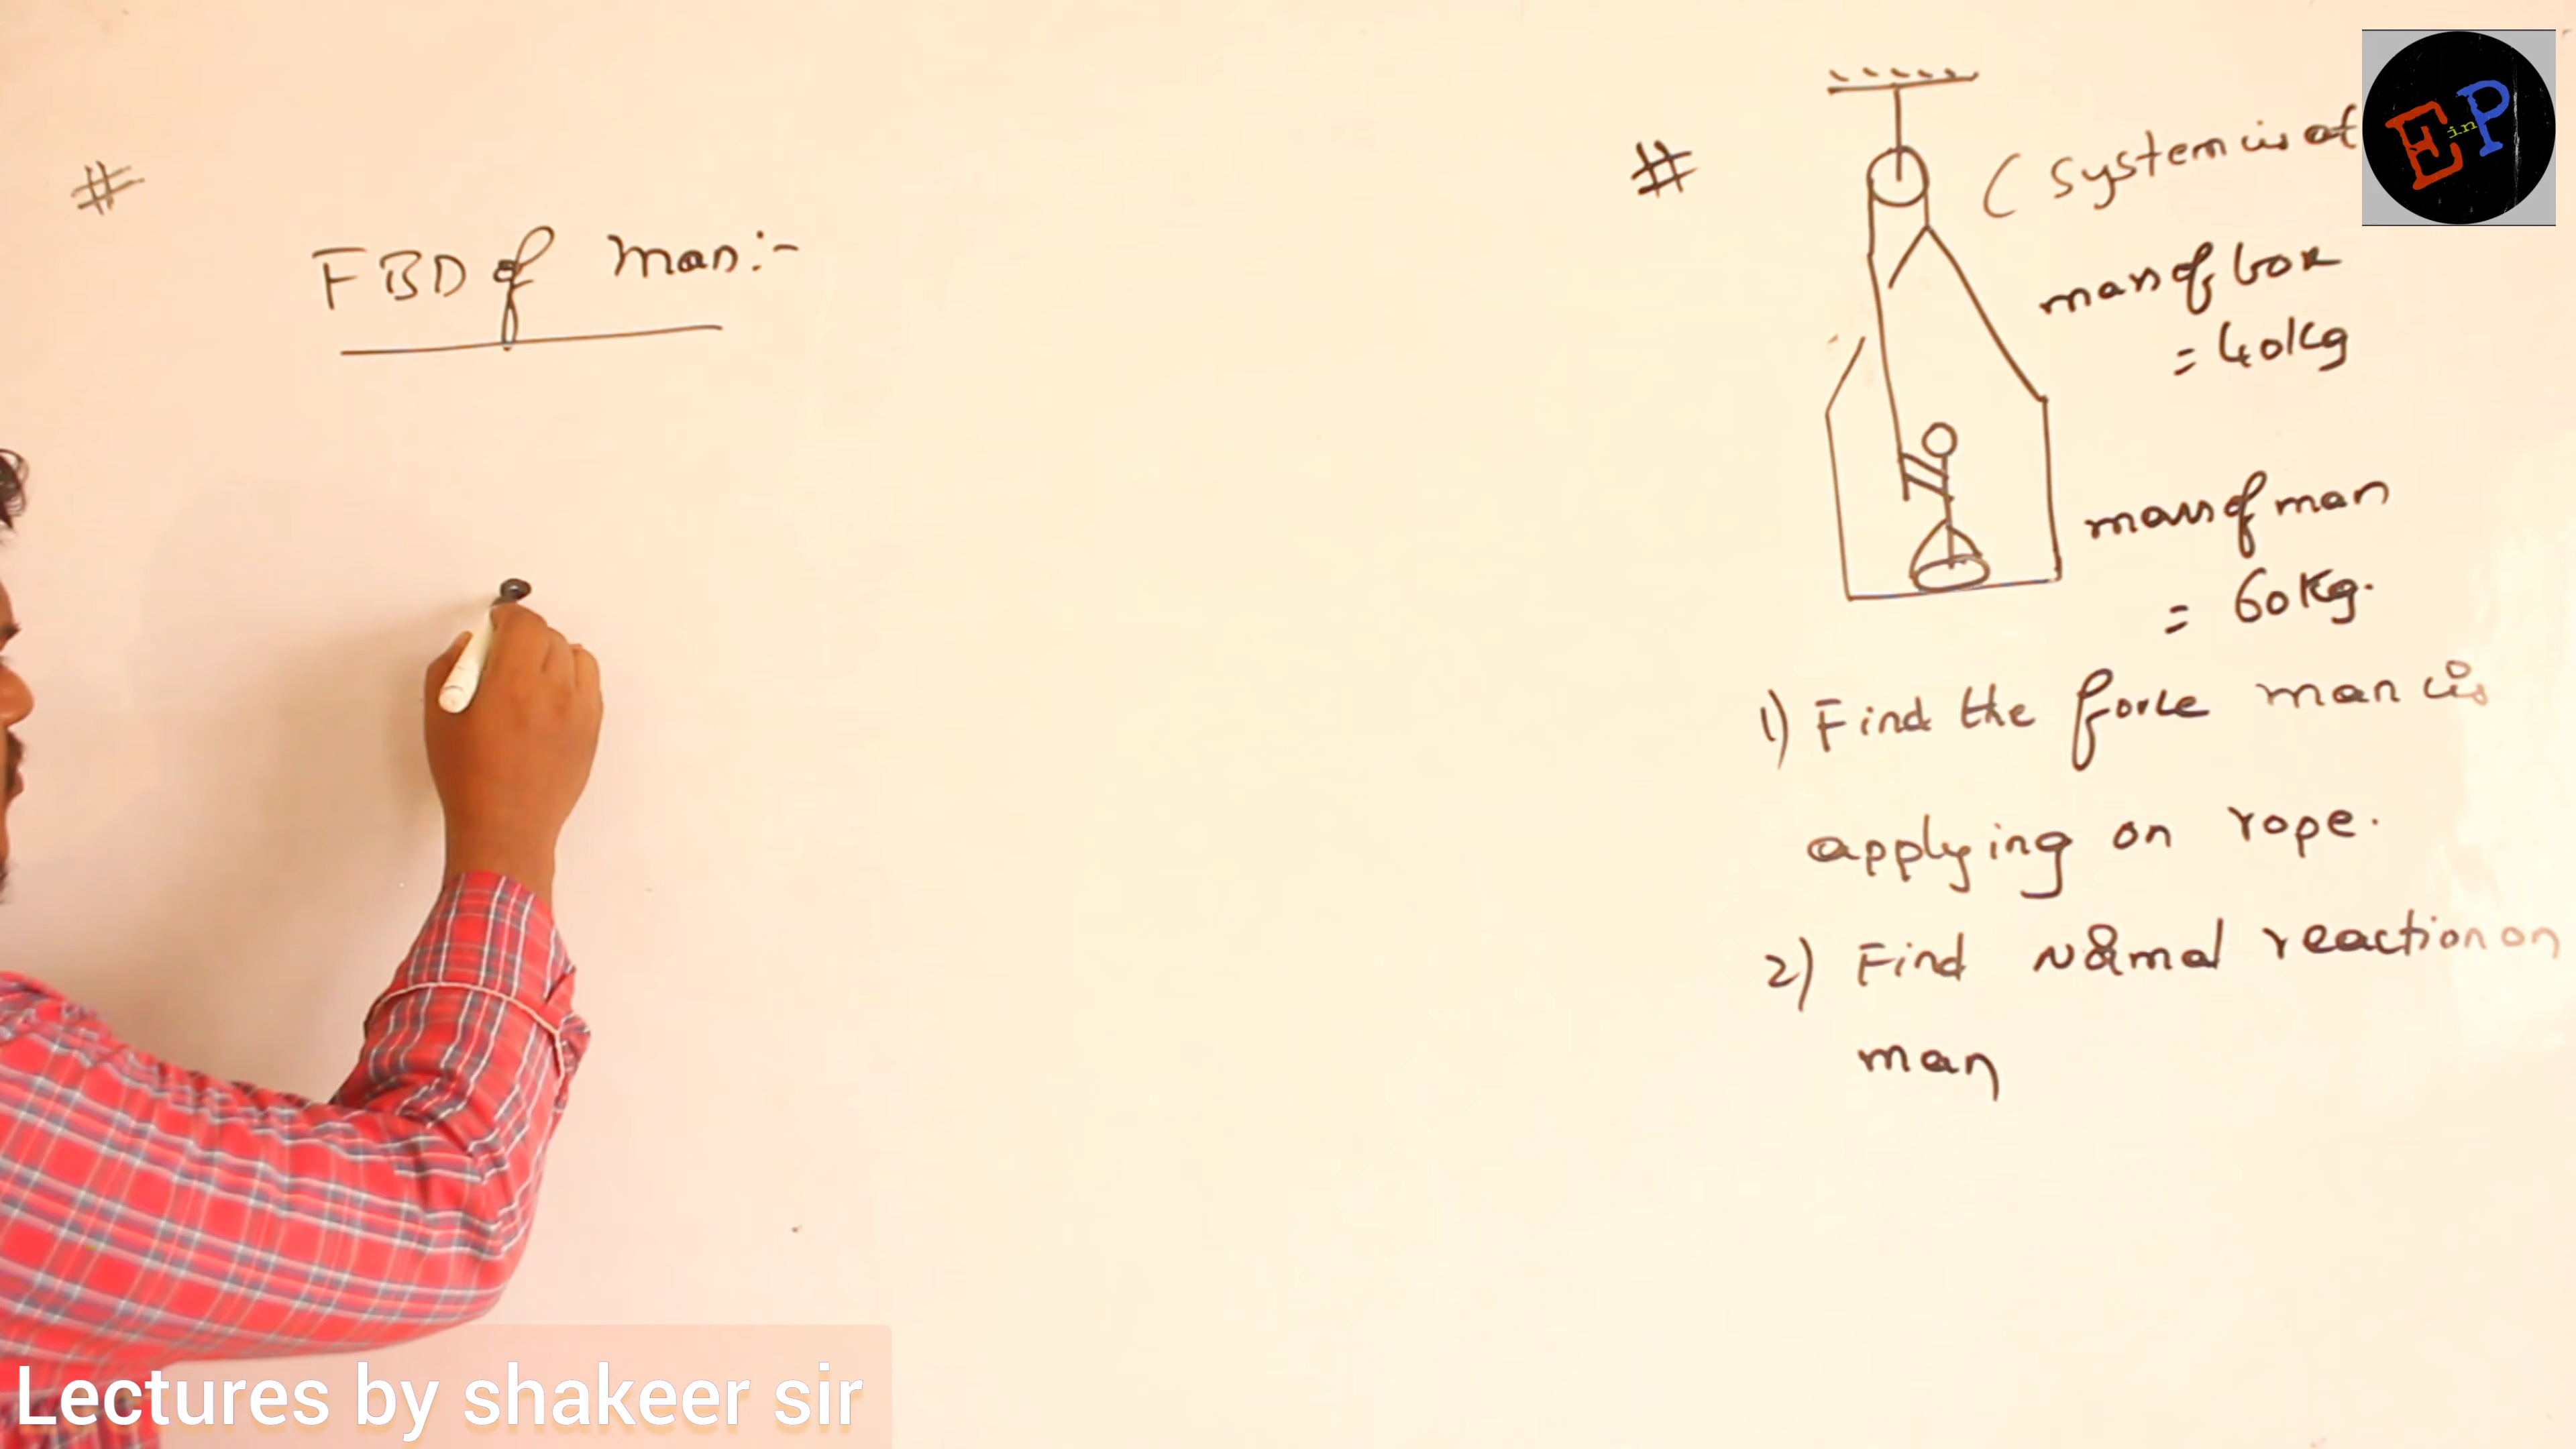 #
FBD of man:-
#
(System is at
mass of box
= 40kg
mass of man
= 60kg.
1) Find the force man is
applying on rope.
2) Find normal reaction on
man
E in P
Lectures by shakeer sir